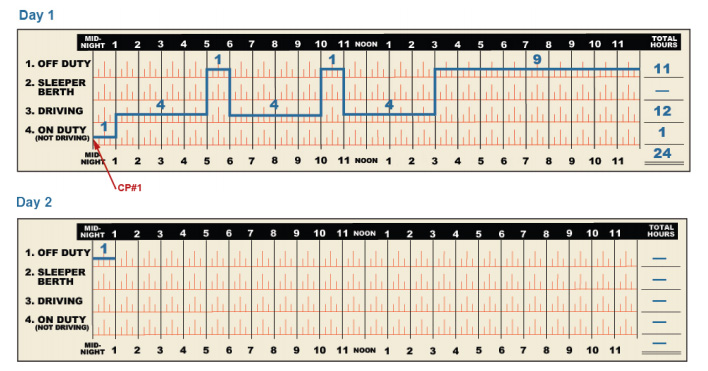 Day 1
MID-NIGHT 1 2 3 4 5 6 7 8 9 10 11 NOON 1 2 3 4 5 6 7 8 9 10 11 TOTAL HOURS
1. OFF DUTY 1 1 9 11
2. SLEEPER BERTH —
3. DRIVING 4 4 4 12
4. ON DUTY (NOT DRIVING) 1 1
MID-NIGHT 1 2 3 4 5 6 7 8 9 10 11 NOON 1 2 3 4 5 6 7 8 9 10 11 24
CP#1
Day 2
MID-NIGHT 1 2 3 4 5 6 7 8 9 10 11 NOON 1 2 3 4 5 6 7 8 9 10 11 TOTAL HOURS
1. OFF DUTY 1 —
2. SLEEPER BERTH —
3. DRIVING —
4. ON DUTY (NOT DRIVING) —
MID-NIGHT 1 2 3 4 5 6 7 8 9 10 11 NOON 1 2 3 4 5 6 7 8 9 10 11 —